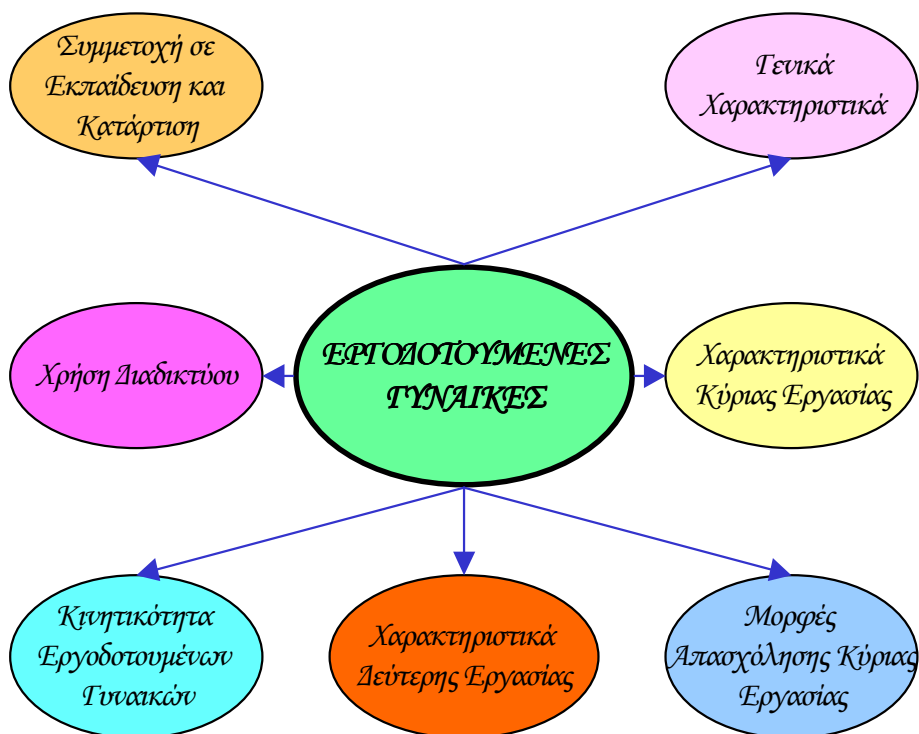 Συμμετοχή σε
Εκπαίδευση και
Κατάρτιση
Γενικά
Χαρακτηριστικά
Χρήση Διαδικτύου
ΕΡΓΟΔΟΤΟΥΜΕΝΕΣ
ΓΥΝΑΙΚΕΣ
Χαρακτηριστικά
Κύριας Εργασίας
Κινητικότητα
Εργοδοτουμένων
Γυναικών
Χαρακτηριστικά
Δεύτερης Εργασίας
Μορφές
Απασχόλησης Κύριας
Εργασίας